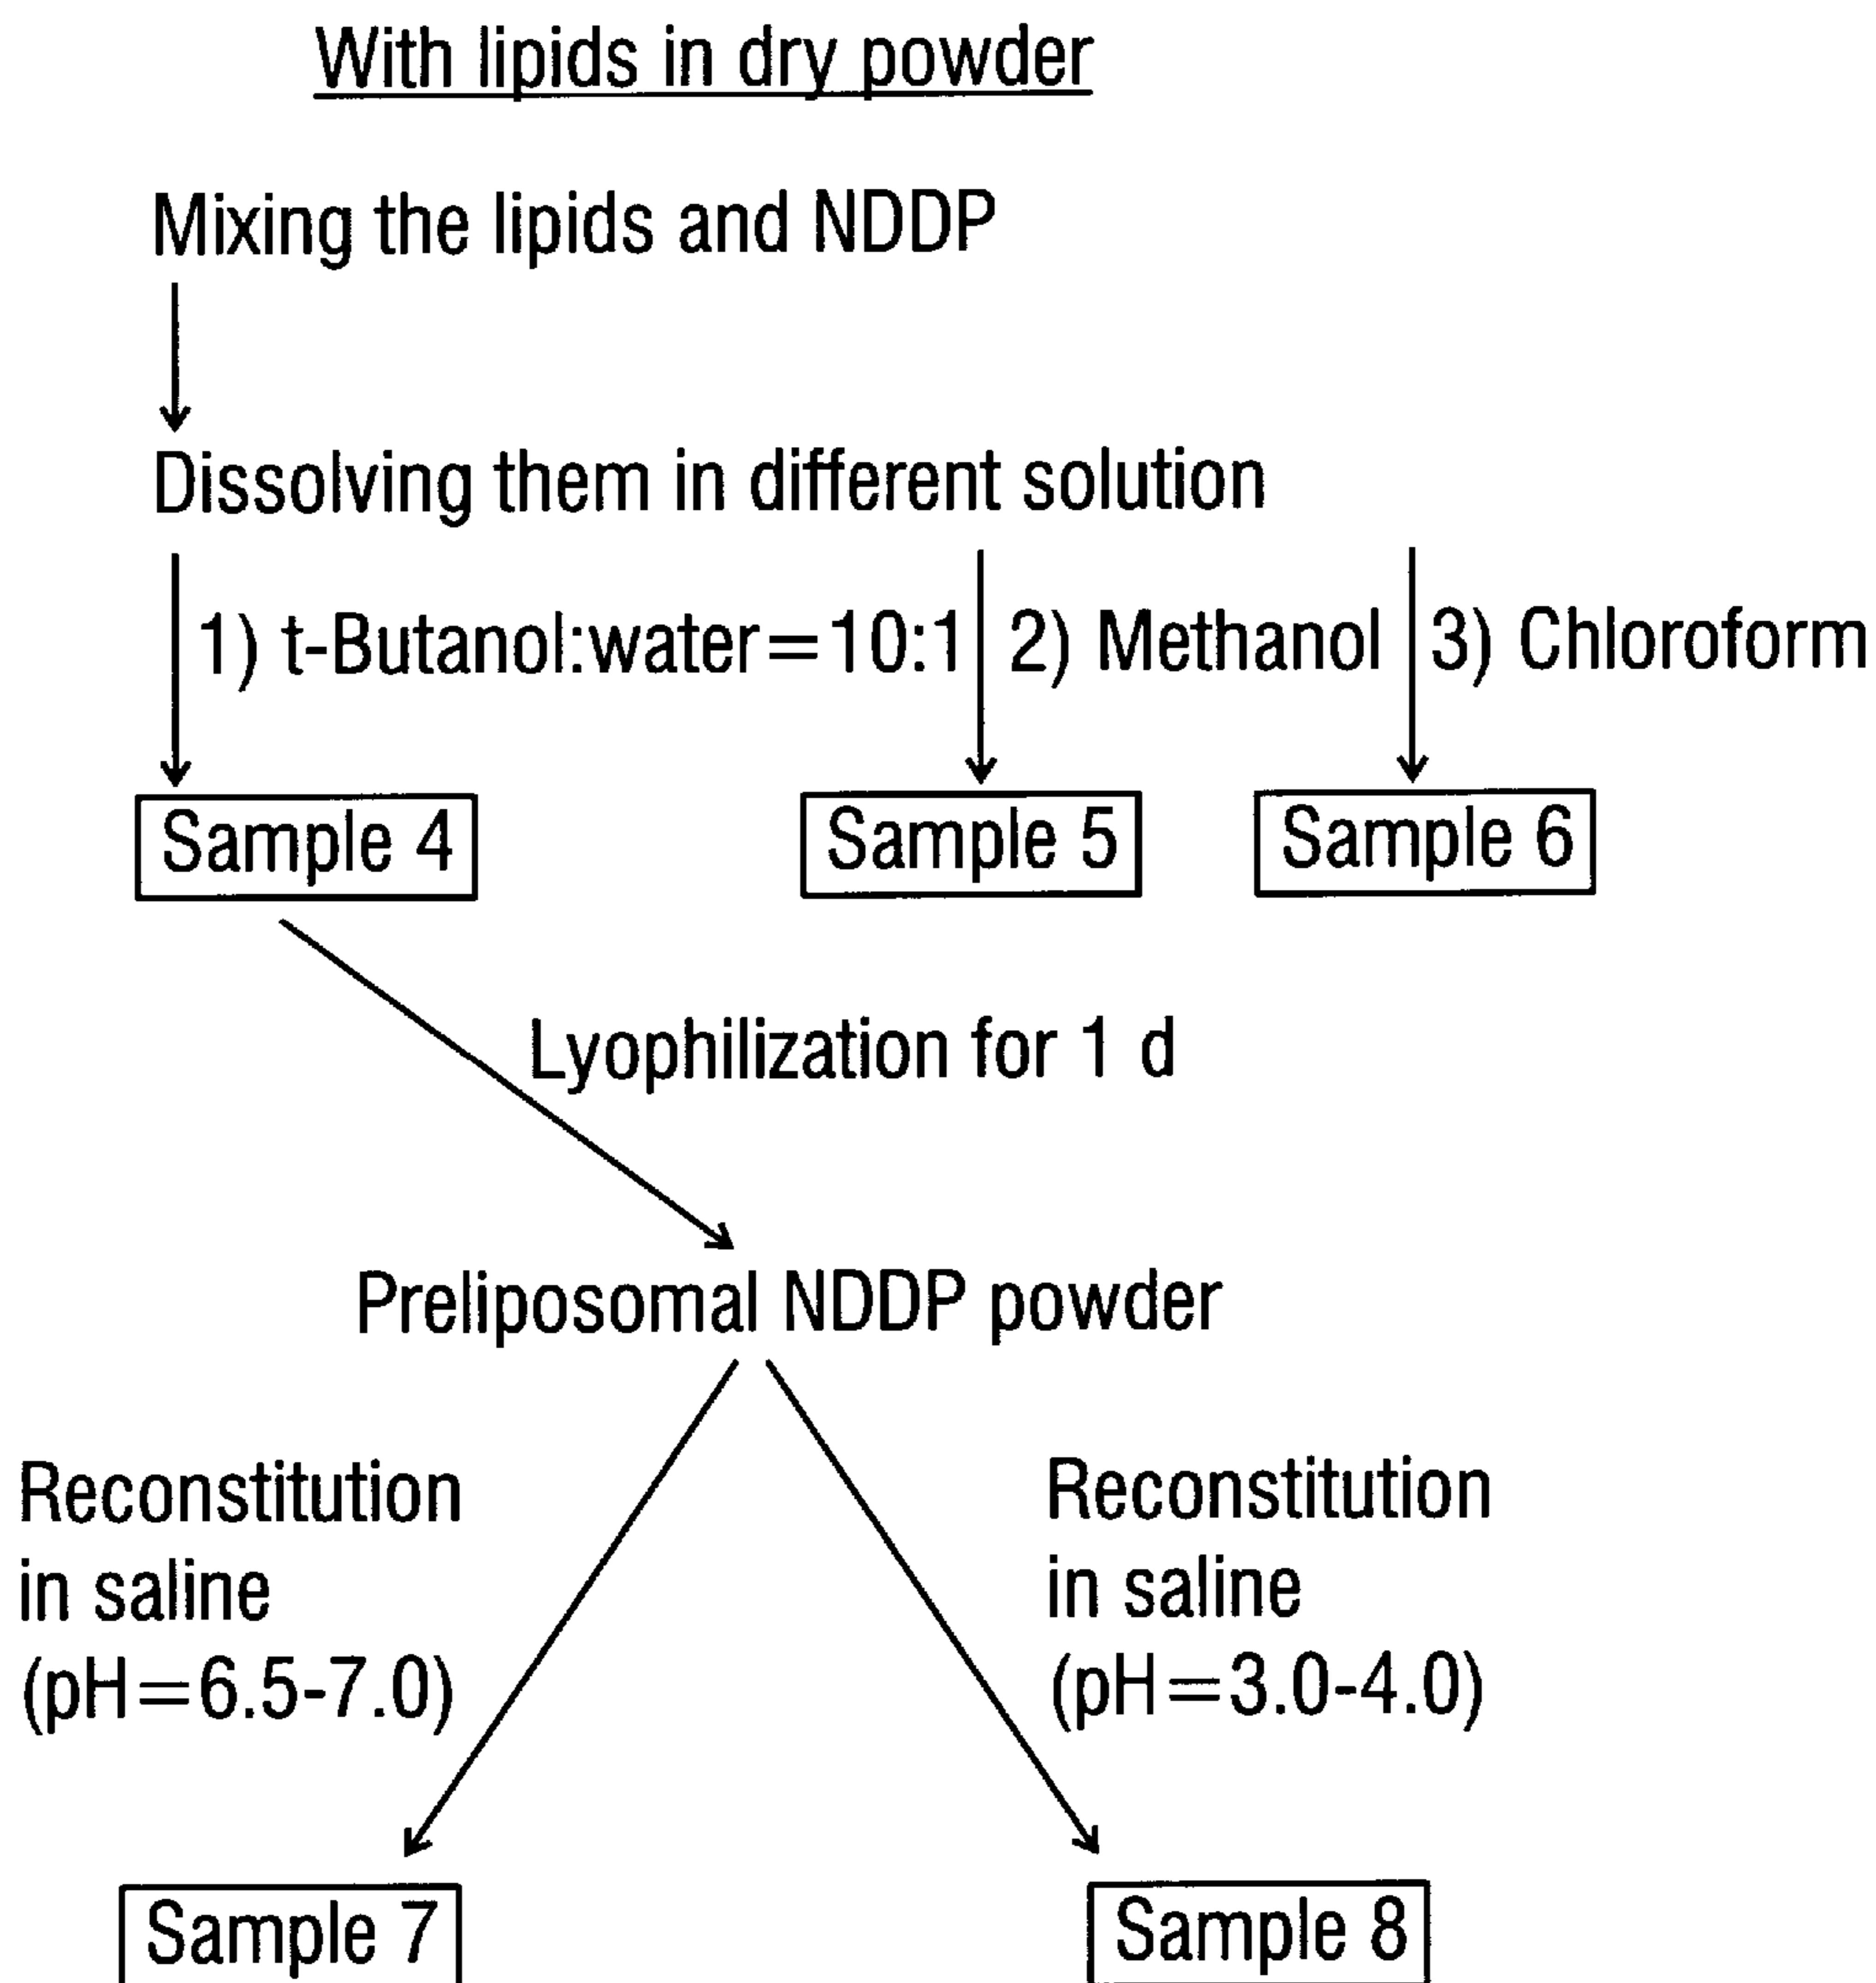 With lipids in dry powder
Mixing the lipids and NDDP
Dissolving them in different solution
1) t-Butanol:water=10:1 2) Methanol 3) Chloroform
Sample 4 Sample 5 Sample 6
Lyophilization for 1 d
Preliposomal NDDP powder
Reconstitution
in saline
(pH=6.5-7.0)
Reconstitution
in saline
(pH=3.0-4.0)
Sample 7 Sample 8